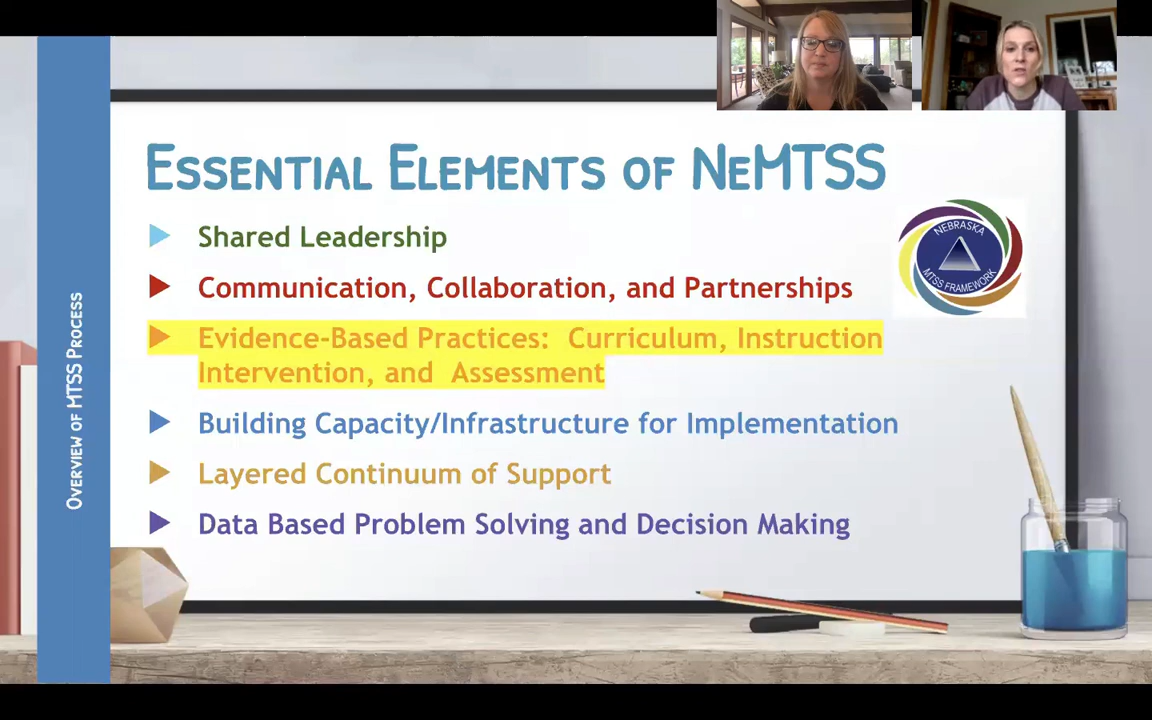 Essential Elements of NeMTSS
Shared Leadership
Communication, Collaboration, and Partnerships
Evidence-Based Practices: Curriculum, Instruction
Intervention, and Assessment
Building Capacity/Infrastructure for Implementation
Layered Continuum of Support
Data Based Problem Solving and Decision Making
NEBRASKA
MTSS FRAMEWORK
Overview of MTSS Process